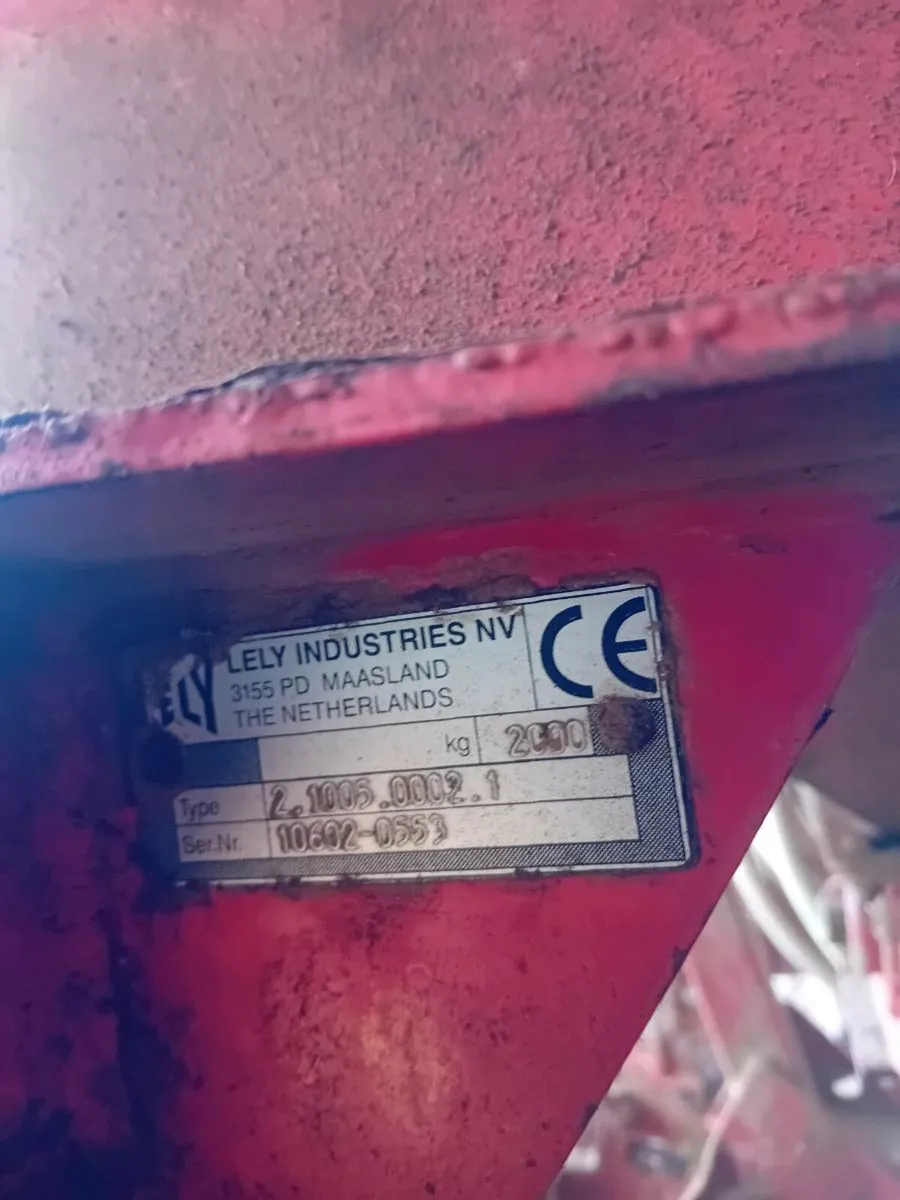 LELY
LELY INDUSTRIES NV
3155 PD MAASLAND
THE NETHERLANDS
CE
kg 2000
Type 2.1005.0002.1
Ser.Nr. 10602-0553